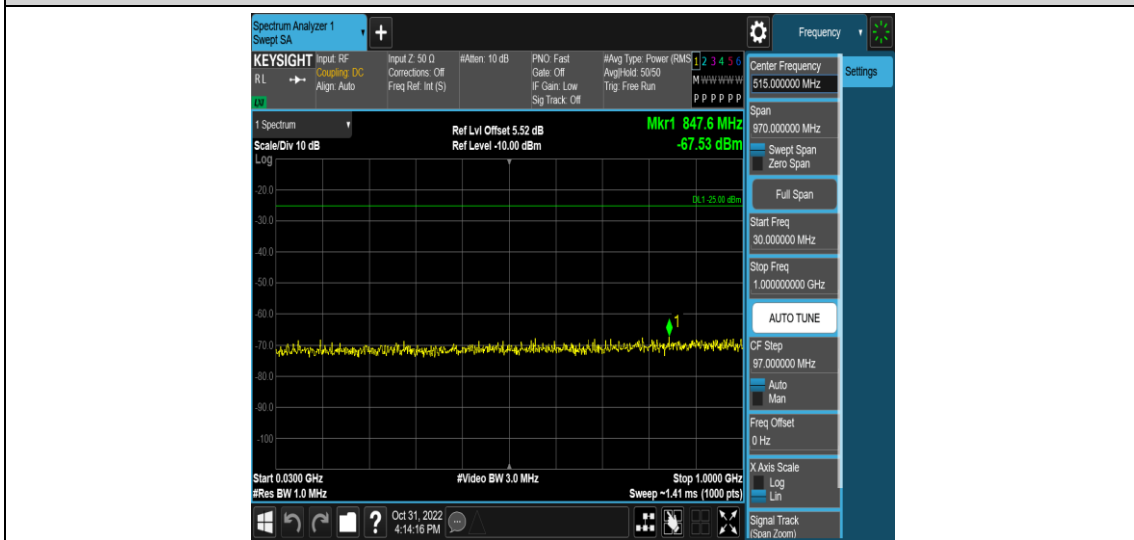 Spectrum Analyzer 1
Swept SA
+
Frequency
KEYSIGHT
RL
LXI
Input: RF
Coupling: DC
Align: Auto
Input Z: 50 Ω
Corrections: Off
Freq Ref: Int (S)
#Atten: 10 dB
PNO: Fast
Gate: Off
IF Gain: Low
Sig Track: Off
#Avg Type: Power (RMS
Avg|Hold: 50/50
Trig: Free Run
1 2 3 4 5 6
M W W W W W
P P P P P P
Center Frequency
515.000000 MHz
Settings
1 Spectrum
Scale/Div 10 dB
Ref Lvl Offset 5.52 dB
Ref Level -10.00 dBm
Mkr1 847.6 MHz
-67.53 dBm
Span
970.000000 MHz
Swept Span
Zero Span
Full Span
Start Freq
30.000000 MHz
Stop Freq
1.000000000 GHz
AUTO TUNE
CF Step
97.000000 MHz
Auto
Man
Freq Offset
0 Hz
X Axis Scale
Log
Lin
Signal Track
(Span Zoom)
Log
-20.0
DL1 -25.00 dBm
-30.0
-40.0
-50.0
-60.0
1
-70.0
-80.0
-90.0
-100
Start 0.0300 GHz
#Video BW 3.0 MHz
Stop 1.0000 GHz
#Res BW 1.0 MHz
Sweep ~1.41 ms (1000 pts)
?
Oct 31, 2022
4:14:16 PM